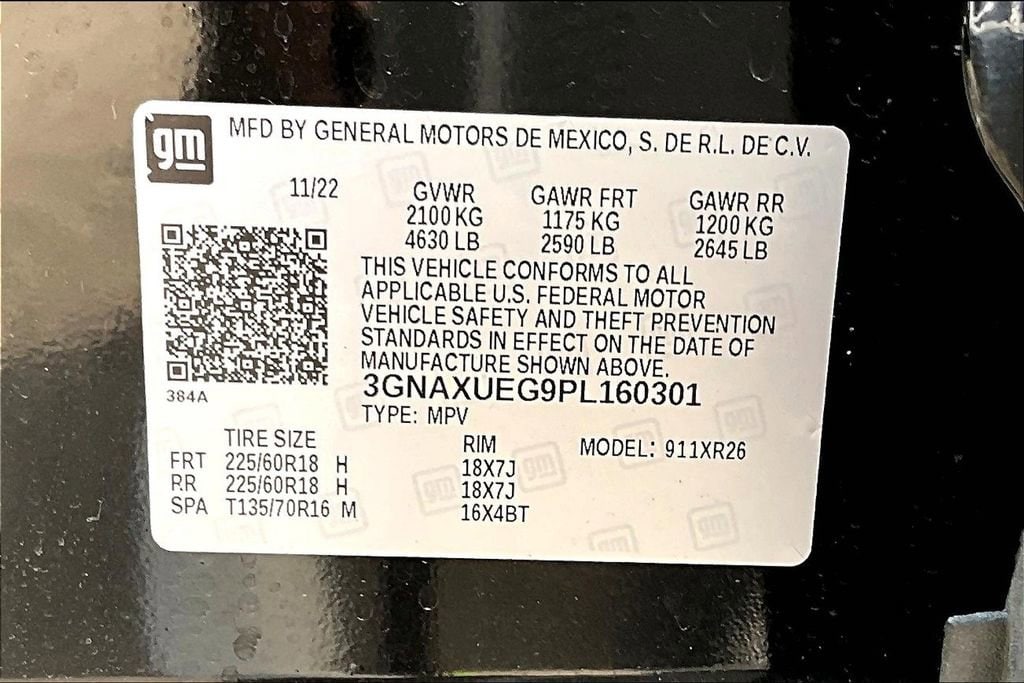 gm
MFD BY GENERAL MOTORS DE MEXICO, S. DE R.L. DE C.V.
11/22 GVWR GAWR FRT GAWR RR
2100 KG 1175 KG 1200 KG
4630 LB 2590 LB 2645 LB
THIS VEHICLE CONFORMS TO ALL
APPLICABLE U.S. FEDERAL MOTOR
VEHICLE SAFETY AND THEFT PREVENTION
STANDARDS IN EFFECT ON THE DATE OF
MANUFACTURE SHOWN ABOVE.
384A
3GNAXUEG9PL160301
TYPE: MPV
TIRE SIZE RIM MODEL: 911XR26
FRT 225/60R18 H 18X7J
RR 225/60R18 H 18X7J
SPA T135/70R16 M 16X4BT